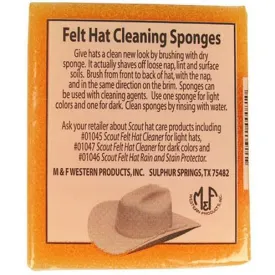 Felt Hat Cleaning Sponges
Give hats a clean new look by brushing with dry
sponge. It actually shaves off loose nap, lint and surface
soils. Brush from front to back of hat, with the nap,
and in the same direction on the brim. Sponges can
be used with cleaning agents. Use one sponge for light
colors and one for dark. Clean sponges by rinsing with water.
Ask your retailer about Scout hat care products including
#01045 Scout Felt Hat Cleaner for light hats,
#01047 Scout Felt Hat Cleaner for dark colors and
#01046 Scout Felt Hat Rain and Stain Protector.
M & F WESTERN PRODUCTS, INC. SULPHUR SPRINGS, TX 75482
M&F
WESTERN PRODUCTS, INC.